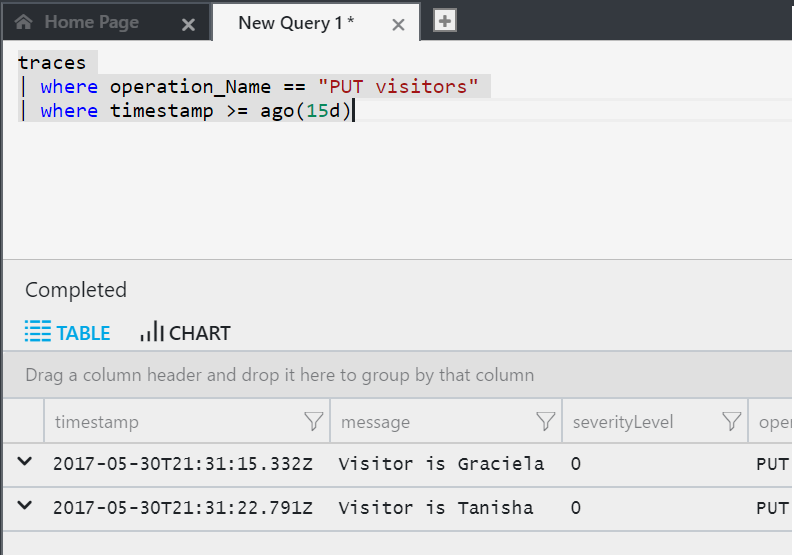 Home Page
New Query 1 *
traces
| where operation_Name == "PUT visitors"
| where timestamp >= ago(15d)
Completed
TABLE CHART
Drag a column header and drop it here to group by that column
timestamp message severityLevel oper
2017-05-30T21:31:15.332Z Visitor is Graciela 0 PUT
2017-05-30T21:31:22.791Z Visitor is Tanisha 0 PUT